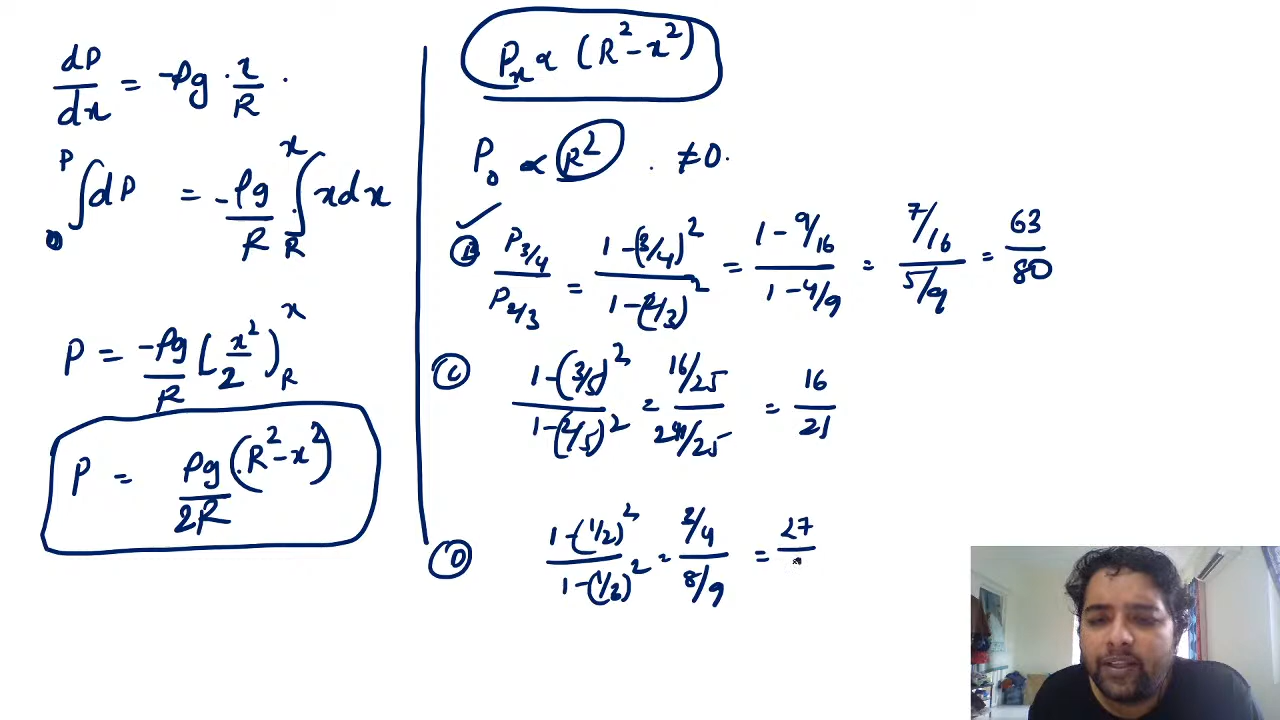 dP/dx = -ρg · x/R ·
∫₀ᴾ dP = -ρg/R ∫ᴿˣ x dx
P = -ρg/R [x²/2)ᴿˣ
P = ρg/2R (R² - x²)
Pₓ ∝ (R² - x²)
P₀ ∝ R² . ≠ 0.
✓
(B) P_3/4 / P_2/3 = 1-(3/4)² / 1-(2/3)² = 1-9/16 / 1-4/9 = 7/16 / 5/9 = 63/80
(C) 1-(3/5)² / 1-(2/5)² = 16/25 / 21/25 = 16/21
(D) 1-(1/2)² / 1-(1/3)² = 3/4 / 8/9 = 27/